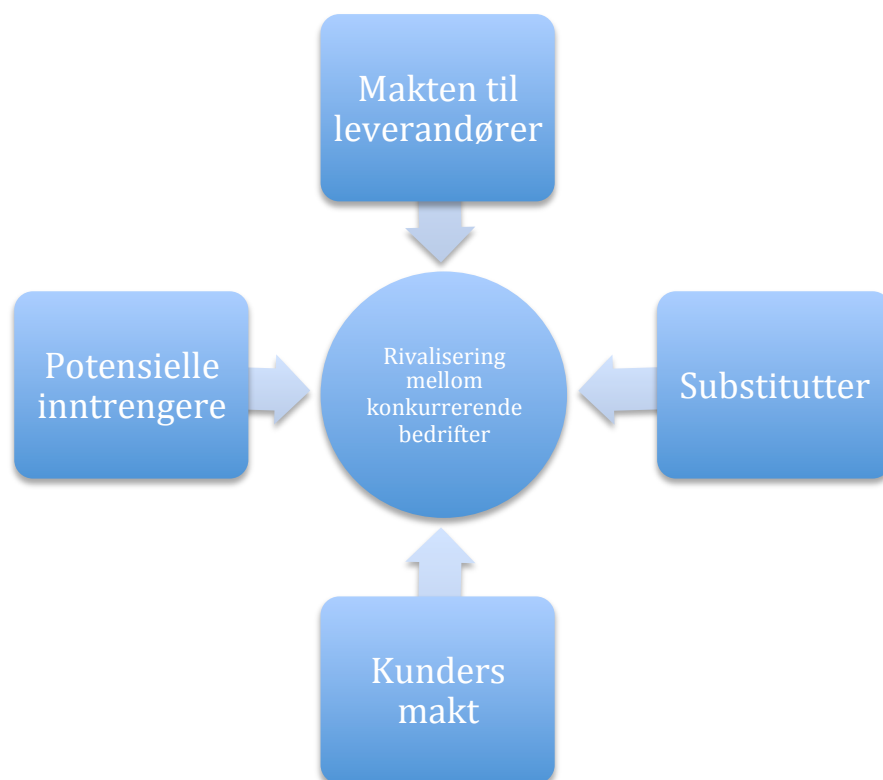 Makten til
leverandører
Potensielle
inntrengere
Rivalisering
mellom
konkurrerende
bedrifter
Substitutter
Kunders
makt